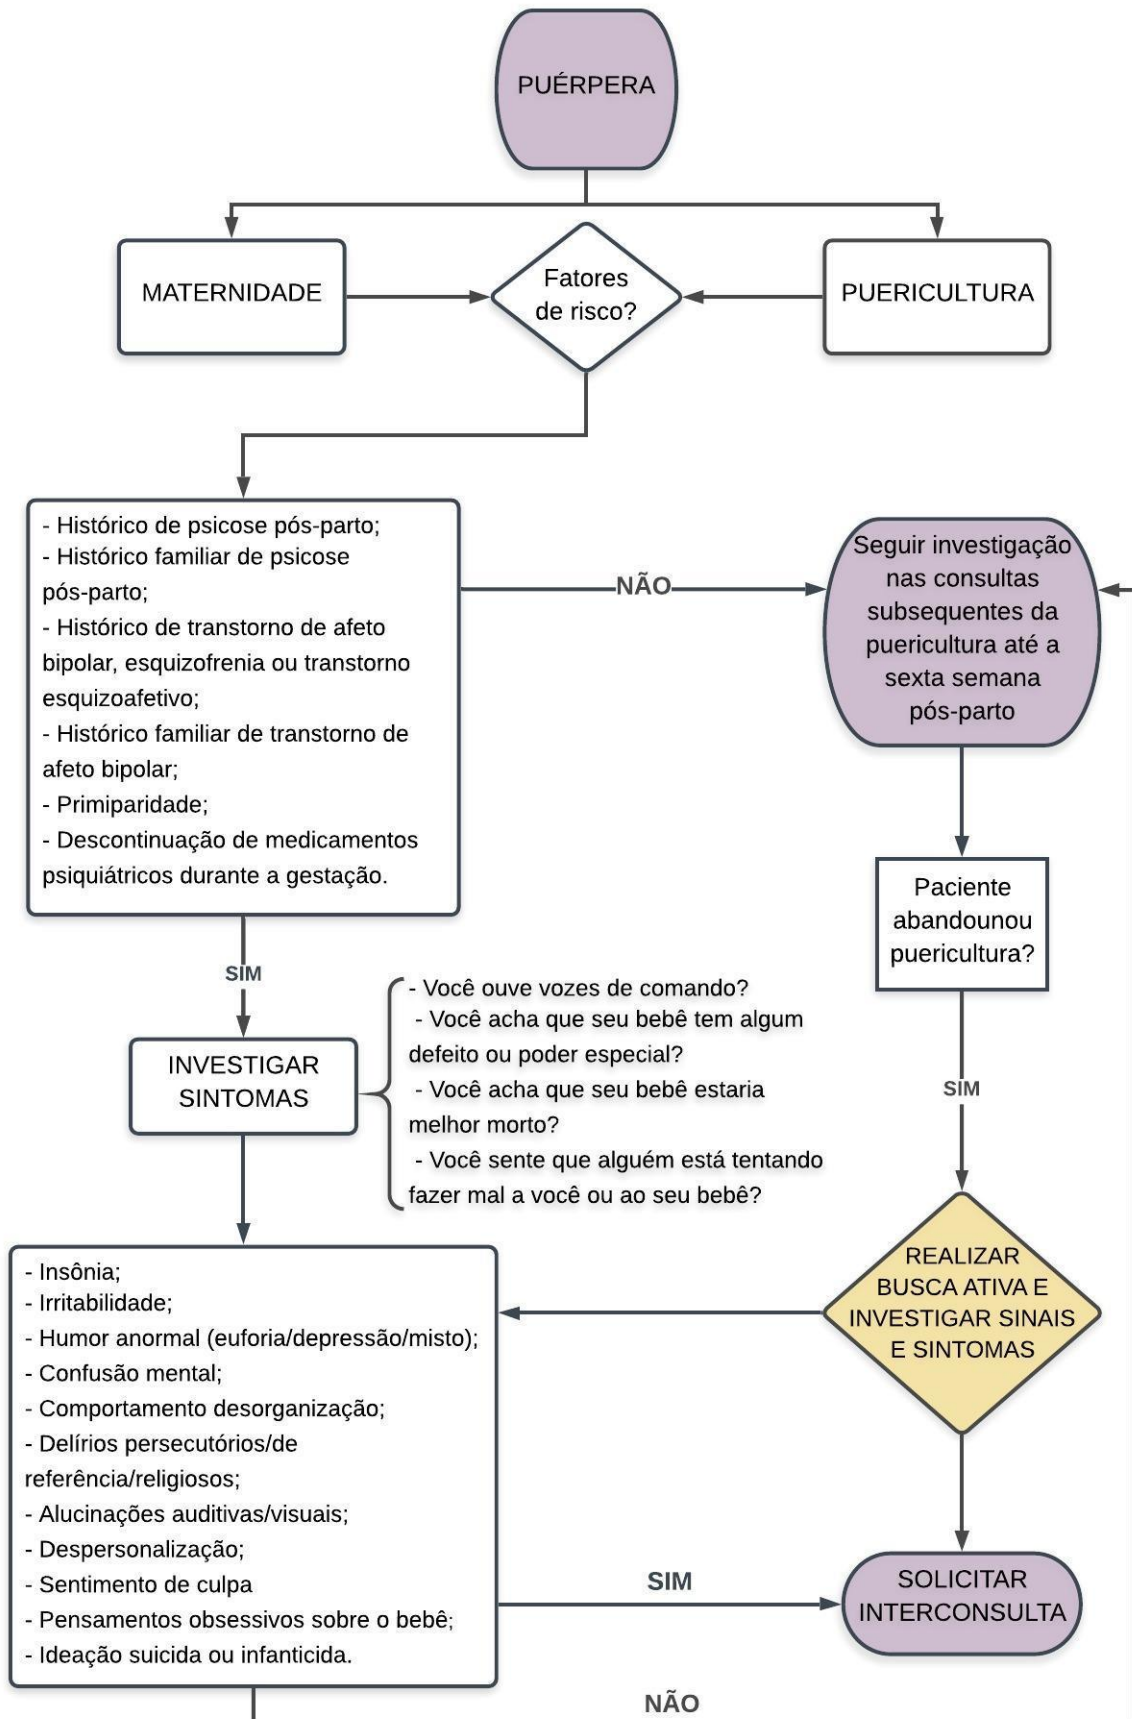 PUÉRPERA
MATERNIDADE
Fatores
de risco?
PUERICULTURA
- Histórico de psicose pós-parto;
- Histórico familiar de psicose
pós-parto;
- Histórico de transtorno de afeto
bipolar, esquizofrenia ou transtorno
esquizoafetivo;
- Histórico familiar de transtorno de
afeto bipolar;
- Primiparidade;
- Descontinuação de medicamentos
psiquiátricos durante a gestação.
NÃO
Seguir investigação
nas consultas
subsequentes da
puericultura até a
sexta semana
pós-parto
Paciente
abandounou
puericultura?
SIM
INVESTIGAR
SINTOMAS
- Você ouve vozes de comando?
- Você acha que seu bebê tem algum
defeito ou poder especial?
- Você acha que seu bebê estaria
melhor morto?
- Você sente que alguém está tentando
fazer mal a você ou ao seu bebê?
SIM
REALIZAR
BUSCA ATIVA E
INVESTIGAR SINAIS
E SINTOMAS
- Insônia;
- Irritabilidade;
- Humor anormal (euforia/depressão/misto);
- Confusão mental;
- Comportamento desorganização;
- Delírios persecutórios/de
referência/religiosos;
- Alucinações auditivas/visuais;
- Despersonalização;
- Sentimento de culpa
- Pensamentos obsessivos sobre o bebê;
- Ideação suicida ou infanticida.
SIM
SOLICITAR
INTERCONSULTA
NÃO